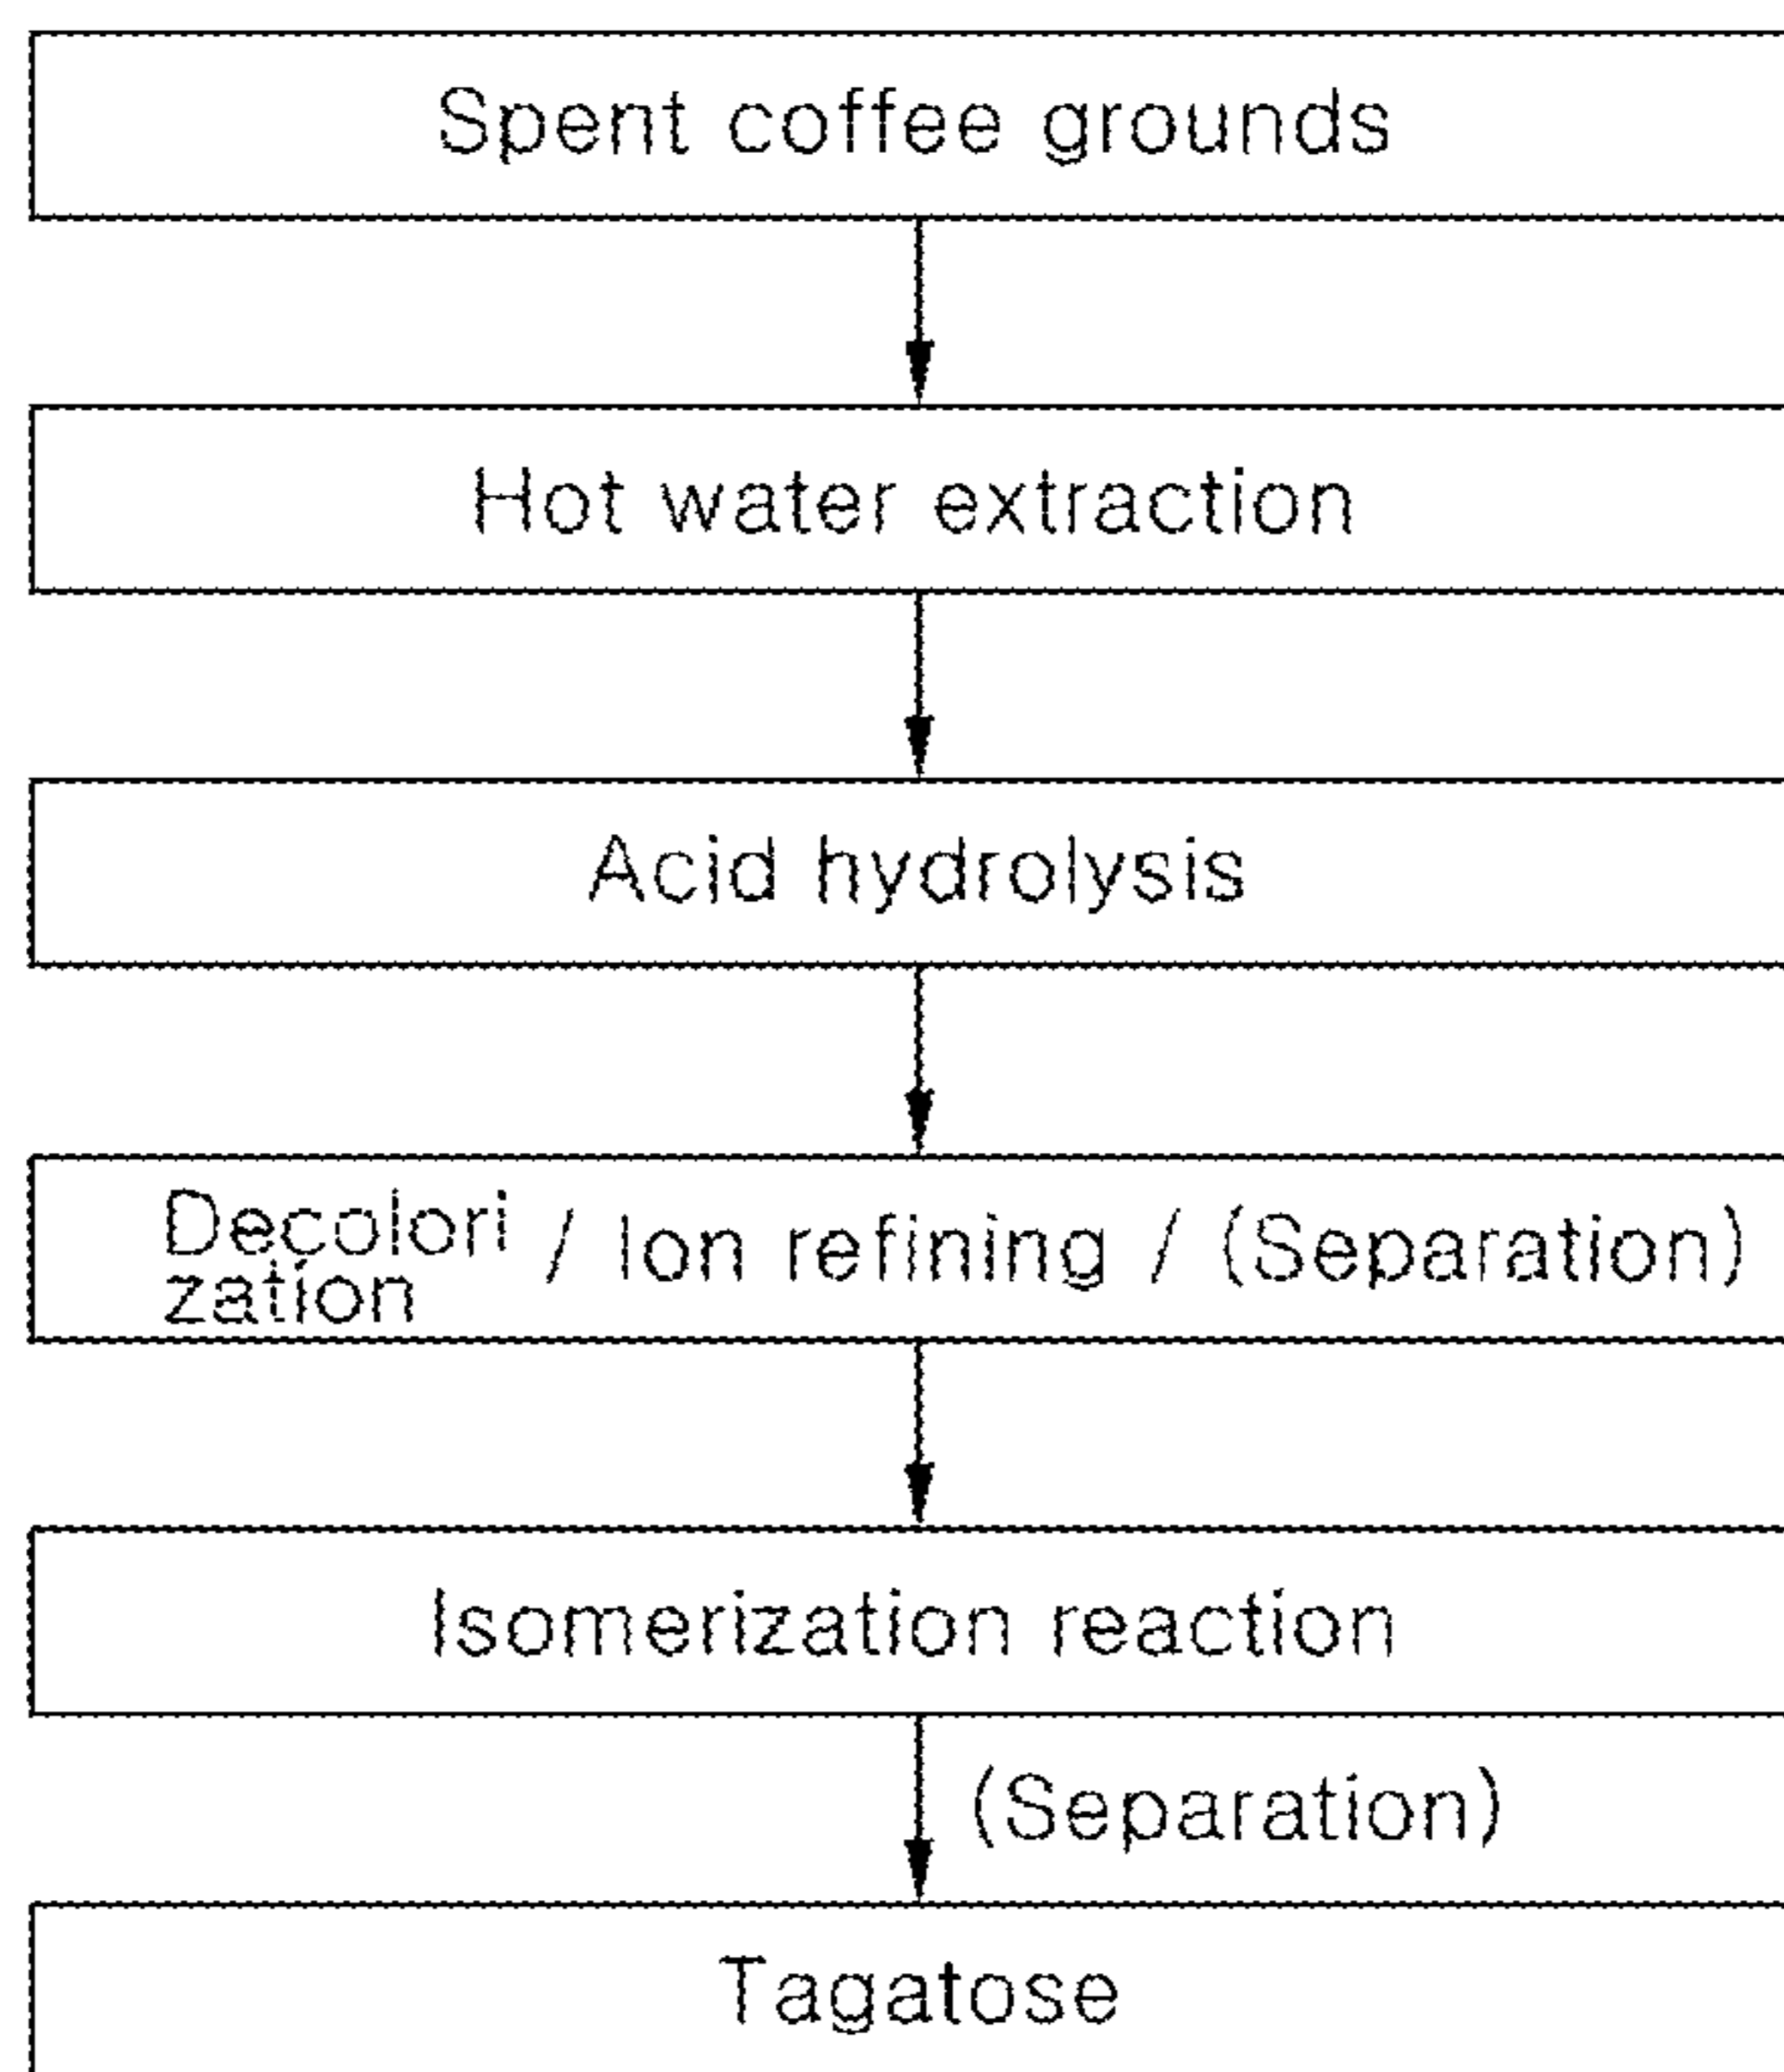 Spent coffee grounds
Hot water extraction
Acid hydrolysis
Decolori / Ion refining / (Separation)
zation
Isomerization reaction
(Separation)
Tagatose